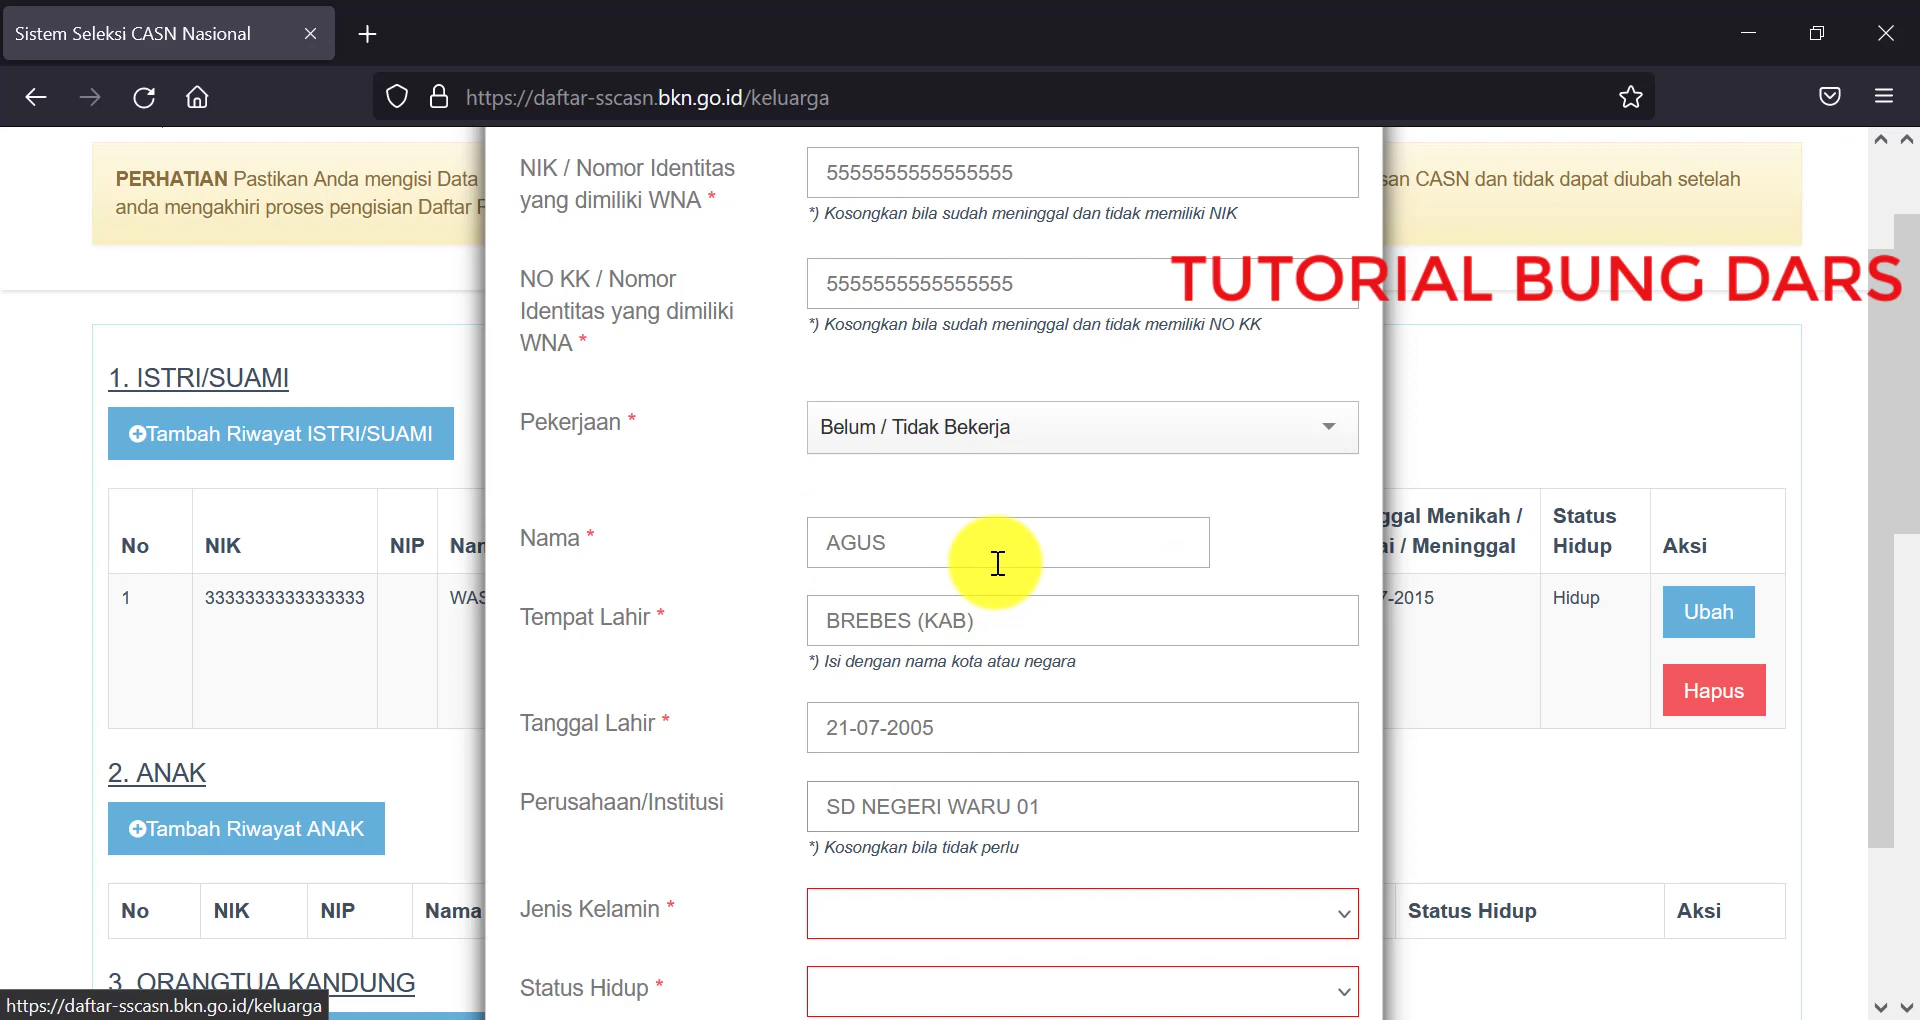 Sistem Seleksi CASN Nasional
https://daftar-sscasn.bkn.go.id/keluarga
PERHATIAN Pastikan Anda mengisi Data
san CASN dan tidak dapat diubah setelah
anda mengakhiri proses pengisian Daftar R
TUTORIAL BUNG DARS
NIK / Nomor Identitas
yang dimiliki WNA *
5555555555555555
*) Kosongkan bila sudah meninggal dan tidak memiliki NIK
NO KK / Nomor
Identitas yang dimiliki
WNA *
5555555555555555
*) Kosongkan bila sudah meninggal dan tidak memiliki NO KK
Pekerjaan *
Belum / Tidak Bekerja
Nama *
AGUS
Tempat Lahir *
BREBES (KAB)
*) Isi dengan nama kota atau negara
Tanggal Lahir *
21-07-2005
Perusahaan/Institusi
SD NEGERI WARU 01
*) Kosongkan bila tidak perlu
Jenis Kelamin *
Status Hidup *
1. ISTRI/SUAMI
Tambah Riwayat ISTRI/SUAMI
No NIK NIP Nam ggal Menikah / ai / Meninggal Status Hidup Aksi
1 3333333333333333 WAS 7-2015 Hidup Ubah
Hapus
2. ANAK
Tambah Riwayat ANAK
No NIK NIP Nama Status Hidup Aksi
3. ORANGTUA KANDUNG
https://daftar-sscasn.bkn.go.id/keluarga